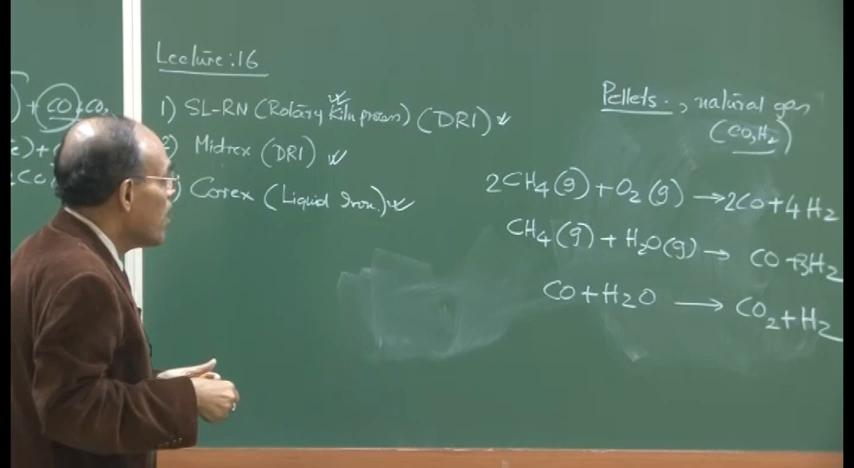 + CO + CO₂
Lecture : 16
1) SL-RN (Rotary Kiln process) (DRI)
2) Midrex (DRI)
) Corex (Liquid Iron.)
Pellets. , natural gas
(CO, H₂)
2CH₄(g) + O₂(g) → 2CO + 4H₂
CH₄(g) + H₂O(g) → CO + 3H₂
CO + H₂O → CO₂ + H₂